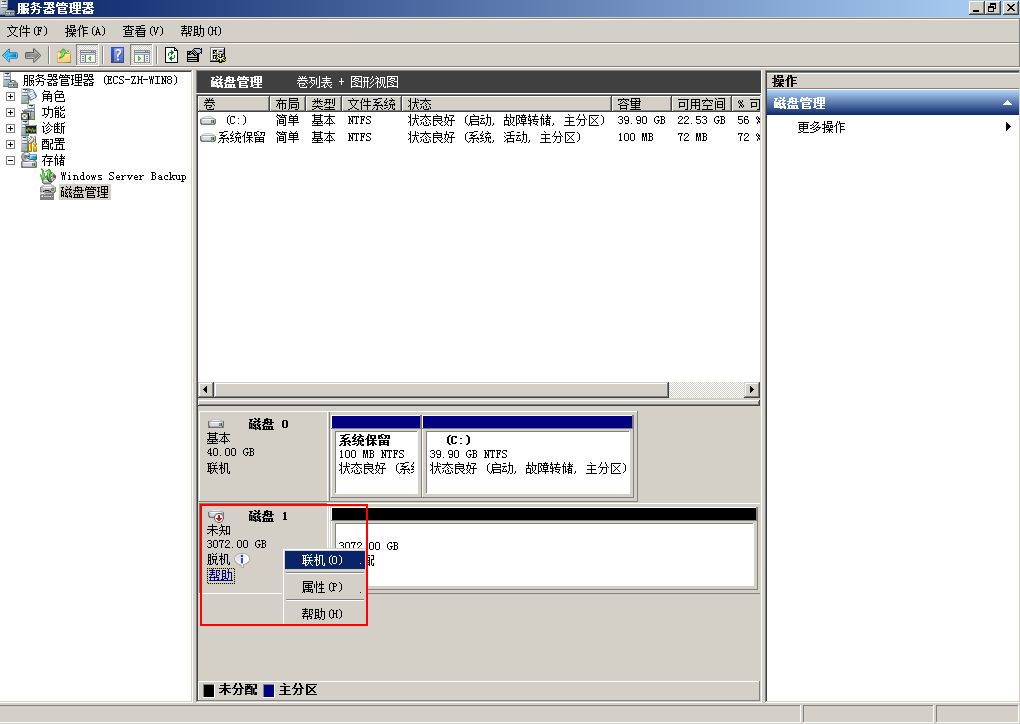 服务器管理器
文件(F) 操作(A) 查看(V) 帮助(H)
服务器管理器 (ECS-ZH-WIN8)
角色
功能
诊断
配置
存储
Windows Server Backup
磁盘管理
磁盘管理 卷列表 + 图形视图
卷 布局 类型 文件系统 状态 容量 可用空间 % 可
(C:) 简单 基本 NTFS 状态良好 (启动, 故障转储, 主分区) 39.90 GB 22.53 GB 56 %
系统保留 简单 基本 NTFS 状态良好 (系统, 活动, 主分区) 100 MB 72 MB 72 %
磁盘 0
基本
40.00 GB
联机
系统保留
100 MB NTFS
状态良好 (系统
(C:)
39.90 GB NTFS
状态良好 (启动, 故障转储, 主分区)
磁盘 1
未知
3072.00 GB
脱机
帮助
3072.00 GB
配
联机(O)
属性(P)
帮助(H)
未分配 主分区
操作
磁盘管理
更多操作